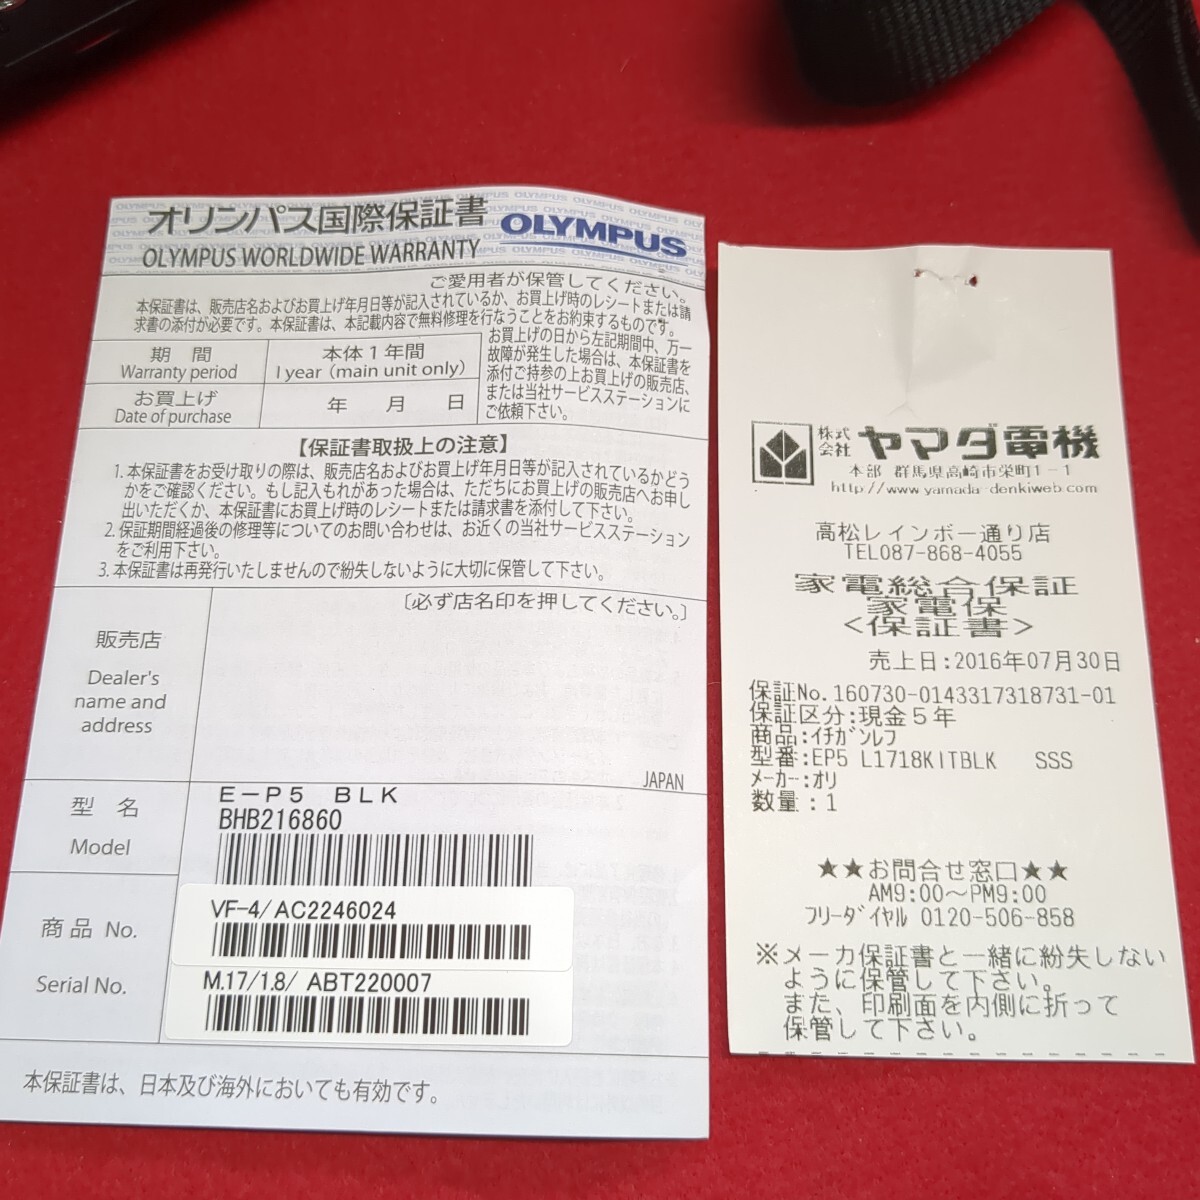 オリンパス国際保証書 OLYMPUS
OLYMPUS WORLDWIDE WARRANTY
ご愛用者が保管してください。
本保証書は、販売店名およびお買上げ年月日等が記入されているか、お買上げ時のレシートまたは請
求書の添付が必要です。本保証書は、本記載内容で無料修理を行なうことをお約束するものです。
期 間
Warranty period
本体1年間
1 year (main unit only)
お買上げ
Date of purchase
年 月 日
お買上げの日から左記期間中、万一
故障が発生した場合は、本保証書を
添付ご持参の上お買上げの販売店、
または当社サービスステーションに
ご依頼下さい。
【保証書取扱上の注意】
1. 本保証書をお受け取りの際は、販売店名およびお買上げ年月日等が記入されているかどう
かをご確認ください。もし記入もれがあった場合は、ただちにお買上げの販売店へお申し
出いただくか、本保証書にお買上げ時のレシートまたは請求書を添付して下さい。
2. 保証期間経過後の修理等についてのお問い合わせは、お近くの当社サービスステーション
をご利用下さい。
3. 本保証書は再発行いたしませんので紛失しないように大切に保管して下さい。
〔必ず店名印を押してください。〕
販売店
Dealer's
name and
address
JAPAN
型 名
Model
E-P5 BLK
BHB216860
商品 No.
Serial No.
VF-4/ AC2246024
M.17/1.8/ ABT220007
本保証書は、日本及び海外においても有効です。
株式会社 ヤマダ電機
本部 群馬県高崎市栄町1-1
http://www.yamada-denkiweb.com
高松レインボー通り店
TEL087-868-4055
家電総合保証
家電保
<保証書>
売上日:2016年07月30日
保証No.160730-0143317318731-01
保証区分:現金5年
商品:ｲﾁｶﾞﾝﾚﾌ
型番:EP5 L1718KITBLK SSS
ﾒｰｶｰ:ｵﾘ
数量:1
★★お問合せ窓口★★
AM9:00～PM9:00
ﾌﾘｰﾀﾞｲﾔﾙ 0120-506-858
※メーカ保証書と一緒に紛失しない
ように保管して下さい。
また、印刷面を内側に折って
保管して下さい。